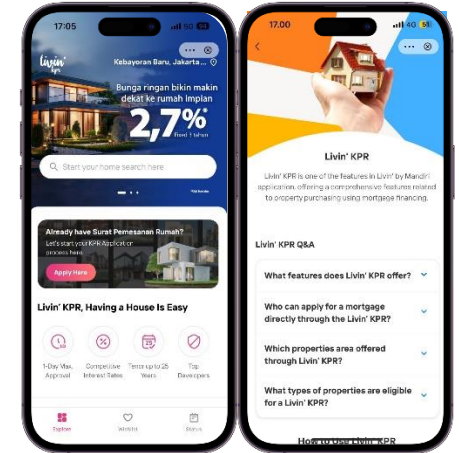 17:05
4G
livin'
kpr
Kebayoran Baru, Jakarta ...
Bunga ringan bikin makin
dekat ke rumah Impian
2,7%*
fixed 1 tahun
Start your home search here
Already have Surat Pemesanan Rumah?
Let's start your KPR Application
process here.
Apply Here
Livin' KPR, Having a House Is Easy
1-Day Max.
Approval
Competitive
Interest Rates
Tenor up to 25
Years
Top
Developers
Explore
Wishlist
Status
17.00
4G 51
Livin' KPR
Livin' KPR is one of the features in Livin' by Mandiri
application, offering a comprehensive features related
to property purchasing using mortgage financing.
Livin' KPR Q&A
What features does Livin' KPR offer?
Who can apply for a mortgage
directly through the Livin' KPR?
Which properties area offered
through Livin' KPR?
What types of properties are eligible
for a Livin' KPR?
How to Use Livin' KPR